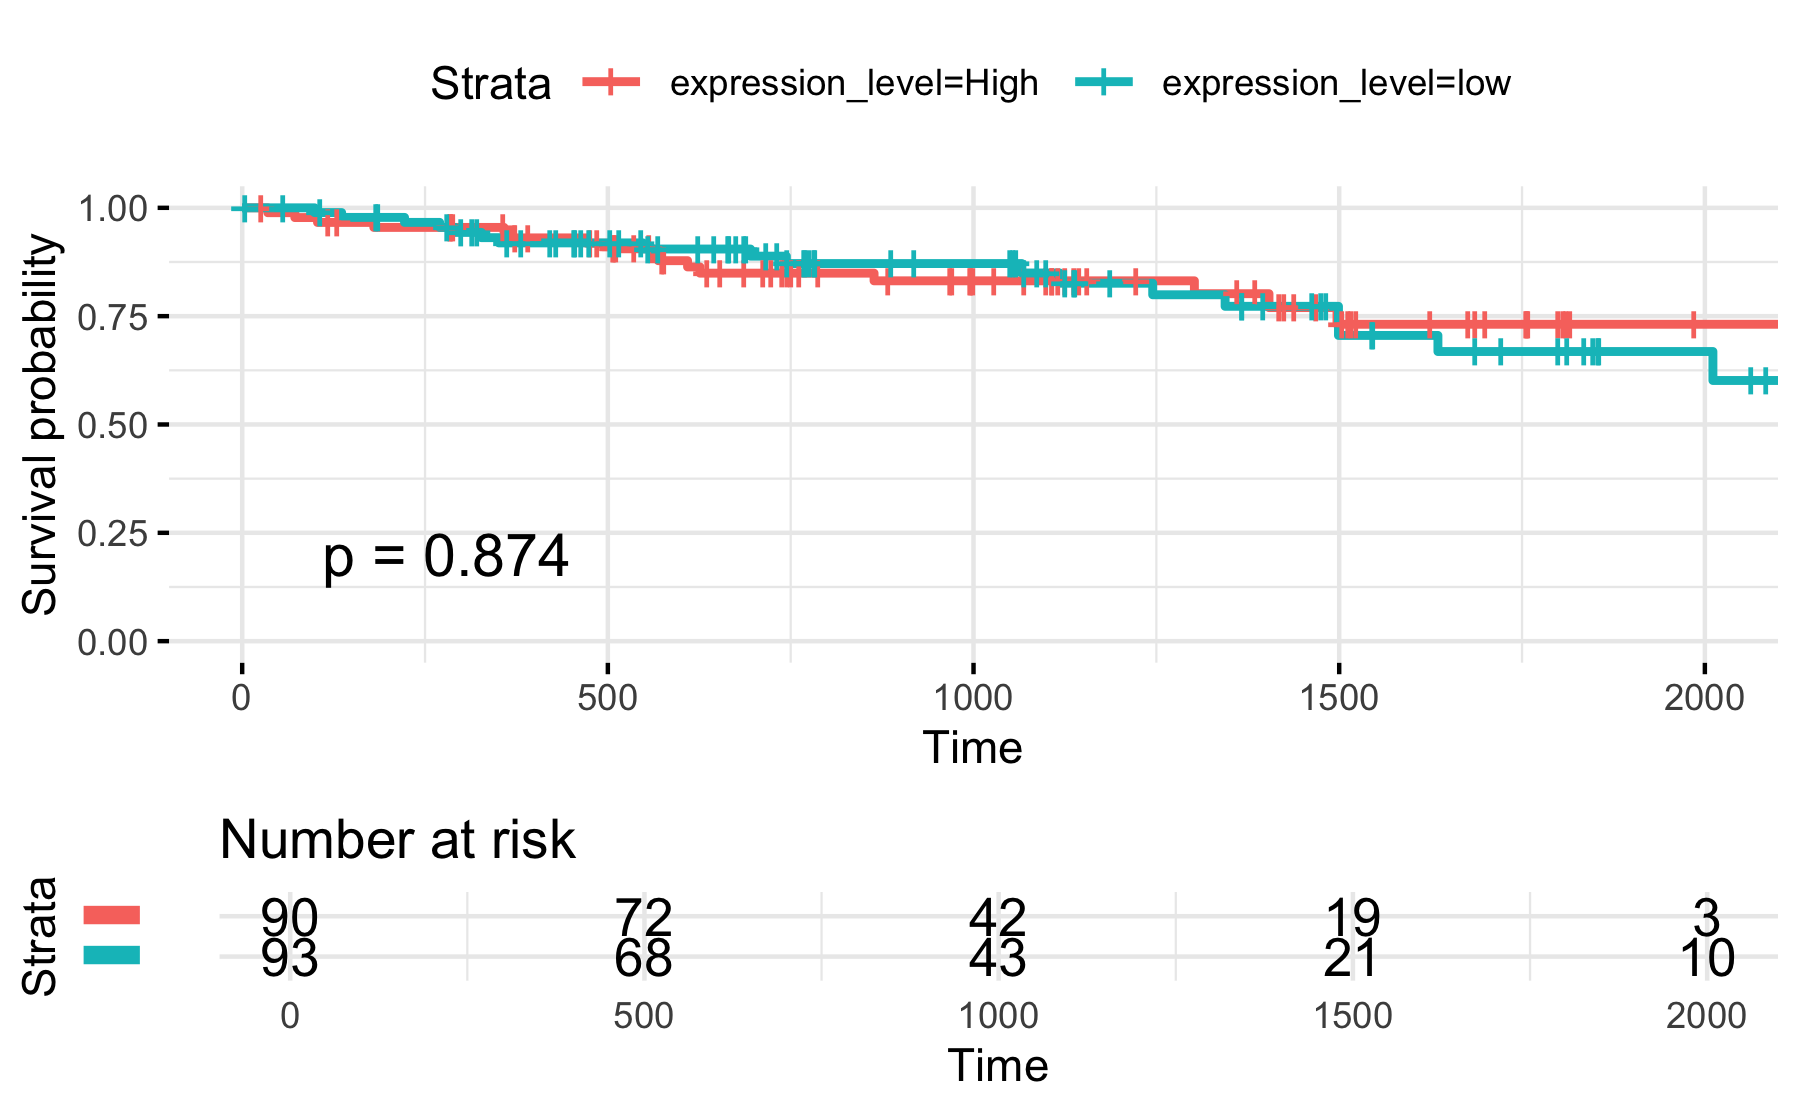 Strata expression_level=High expression_level=low
1.00
0.75
0.50
0.25
0.00
Survival probability
p = 0.874
0 500 1000 1500 2000
Time
Number at risk
Strata
90 72 42 19 3
93 68 43 21 10
0 500 1000 1500 2000
Time